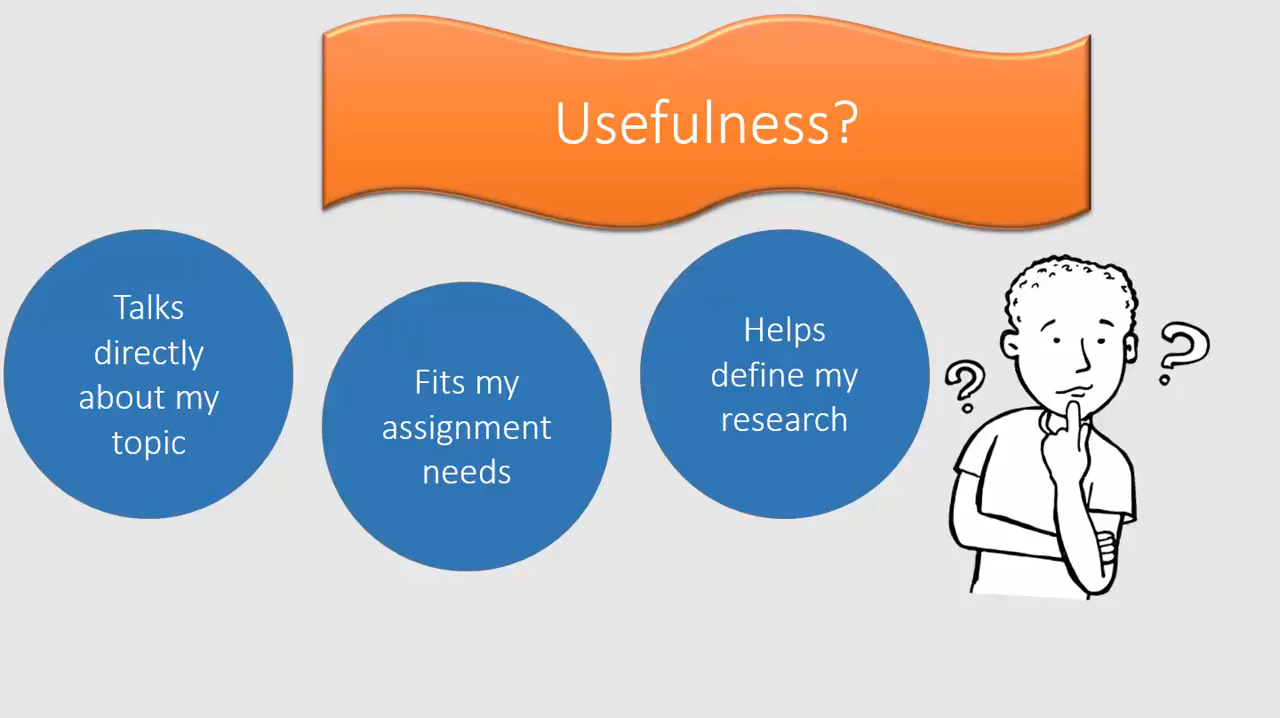 Usefulness?
Talks
directly
about my
topic
Fits my
assignment
needs
Helps
define my
research
? ?